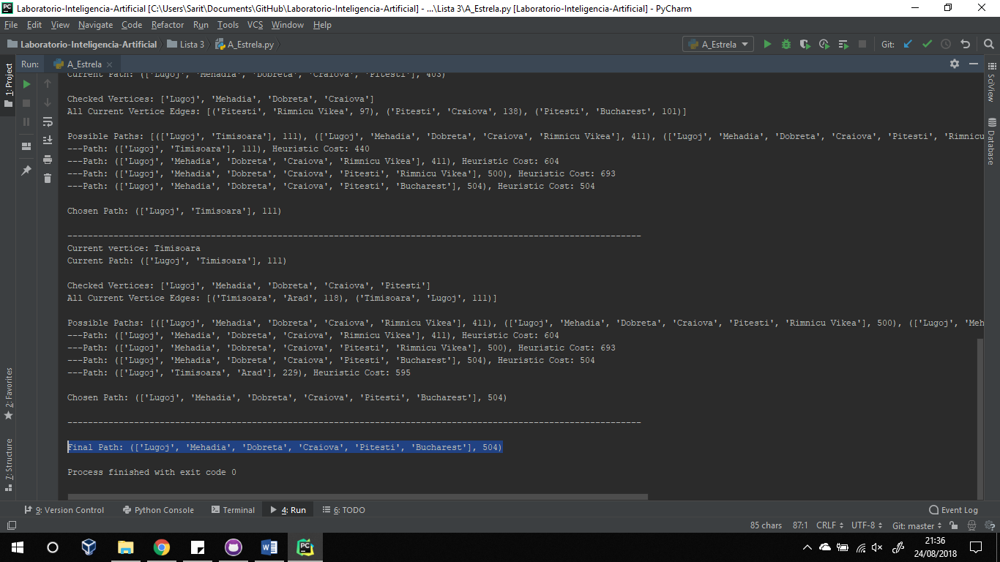 Laboratorio-Inteligencia-Artificial [C:\Users\Sarit\Documents\GitHub\Laboratorio-Inteligencia-Artificial] - ...\Lista 3\A_Estrela.py [Laboratorio-Inteligencia-Artificial] - PyCharm
File Edit View Navigate Code Refactor Run Tools VCS Window Help
Laboratorio-Inteligencia-Artificial Lista 3 A_Estrela.py A_Estrela Git:
Run: A_Estrela
1: Project
SciView
Database
2: Favorites
7: Structure
Current Path: (['Lugoj', 'Mehadia', 'Dobreta', 'Craiova', 'Pitesti'], 403)
Checked Vertices: ['Lugoj', 'Mehadia', 'Dobreta', 'Craiova']
All Current Vertice Edges: [('Pitesti', 'Rimnicu Vikea', 97), ('Pitesti', 'Craiova', 138), ('Pitesti', 'Bucharest', 101)]
Possible Paths: [(['Lugoj', 'Timisoara'], 111), (['Lugoj', 'Mehadia', 'Dobreta', 'Craiova', 'Rimnicu Vikea'], 411), (['Lugoj', 'Mehadia', 'Dobreta', 'Craiova', 'Pitesti', 'Rimnicu
---Path: (['Lugoj', 'Timisoara'], 111), Heuristic Cost: 440
---Path: (['Lugoj', 'Mehadia', 'Dobreta', 'Craiova', 'Rimnicu Vikea'], 411), Heuristic Cost: 604
---Path: (['Lugoj', 'Mehadia', 'Dobreta', 'Craiova', 'Pitesti', 'Rimnicu Vikea'], 500), Heuristic Cost: 693
---Path: (['Lugoj', 'Mehadia', 'Dobreta', 'Craiova', 'Pitesti', 'Bucharest'], 504), Heuristic Cost: 504
Chosen Path: (['Lugoj', 'Timisoara'], 111)
----------------------------------------------------------------------------------------------------------------
Current vertice: Timisoara
Current Path: (['Lugoj', 'Timisoara'], 111)
Checked Vertices: ['Lugoj', 'Mehadia', 'Dobreta', 'Craiova', 'Pitesti']
All Current Vertice Edges: [('Timisoara', 'Arad', 118), ('Timisoara', 'Lugoj', 111)]
Possible Paths: [(['Lugoj', 'Mehadia', 'Dobreta', 'Craiova', 'Rimnicu Vikea'], 411), (['Lugoj', 'Mehadia', 'Dobreta', 'Craiova', 'Pitesti', 'Rimnicu Vikea'], 500), (['Lugoj', 'Meh
---Path: (['Lugoj', 'Mehadia', 'Dobreta', 'Craiova', 'Rimnicu Vikea'], 411), Heuristic Cost: 604
---Path: (['Lugoj', 'Mehadia', 'Dobreta', 'Craiova', 'Pitesti', 'Rimnicu Vikea'], 500), Heuristic Cost: 693
---Path: (['Lugoj', 'Mehadia', 'Dobreta', 'Craiova', 'Pitesti', 'Bucharest'], 504), Heuristic Cost: 504
---Path: (['Lugoj', 'Timisoara', 'Arad'], 229), Heuristic Cost: 595
Chosen Path: (['Lugoj', 'Mehadia', 'Dobreta', 'Craiova', 'Pitesti', 'Bucharest'], 504)
----------------------------------------------------------------------------------------------------------------
Final Path: (['Lugoj', 'Mehadia', 'Dobreta', 'Craiova', 'Pitesti', 'Bucharest'], 504)
Process finished with exit code 0
9: Version Control Python Console Terminal 4: Run 6: TODO Event Log
85 chars 87:1 CRLF UTF-8 Git: master
21:36
24/08/2018